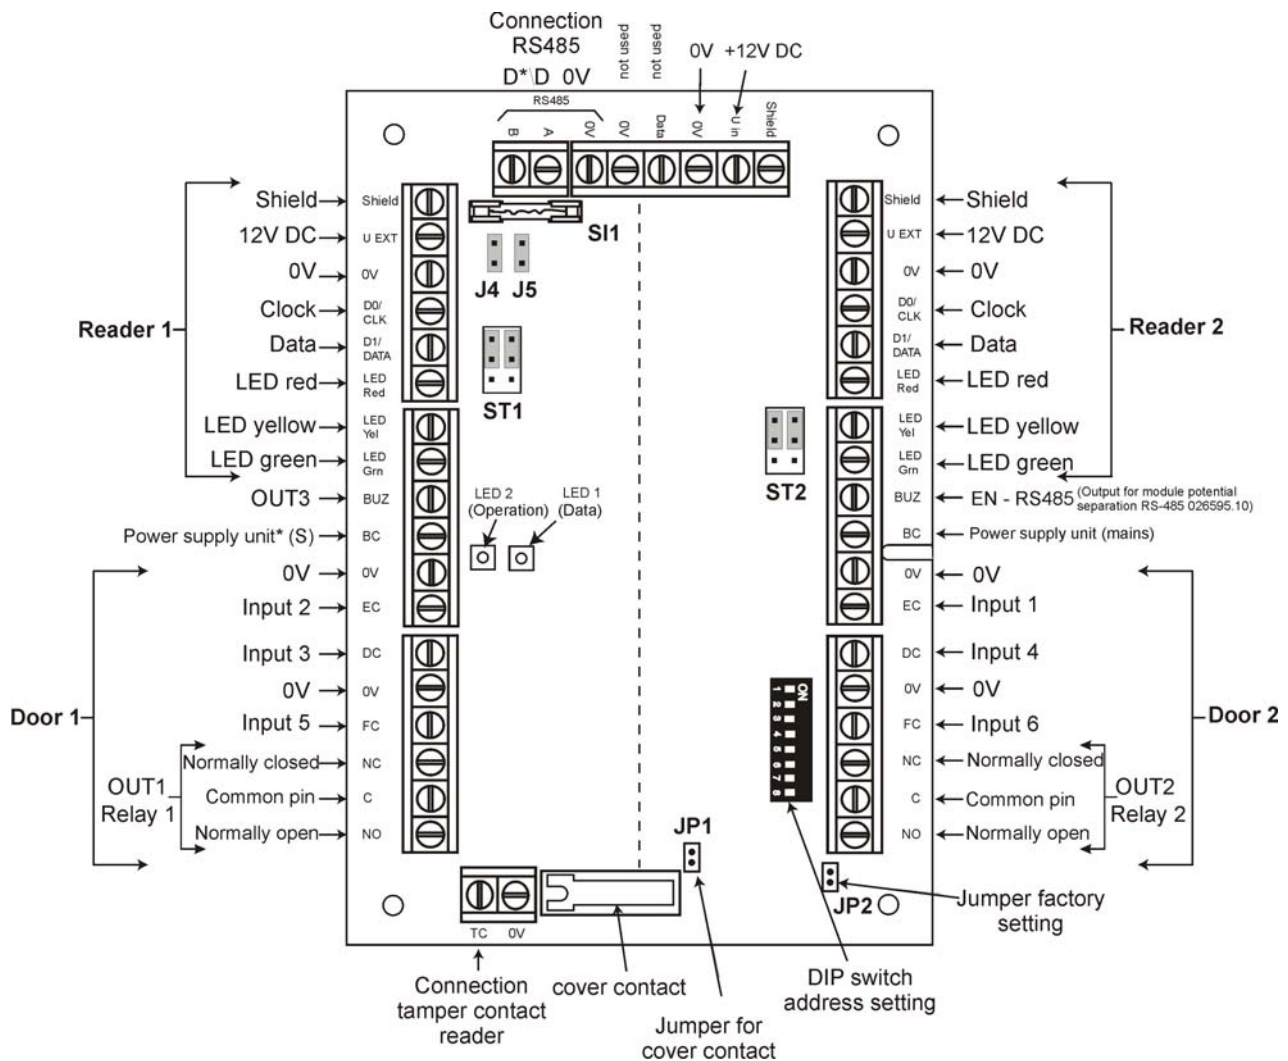 Connection
RS485
D*\D 0V
not used
not used
0V +12V DC
RS485
B
A
0V
0V
Data
0V
U in
Shield
Reader 1
Shield
12V DC
0V
Clock
Data
LED red
LED yellow
LED green
OUT3
Power supply unit* (S)
0V
Input 2
Input 3
0V
Input 5
Normally closed
Common pin
Normally open
Door 1
OUT1
Relay 1
Shield
U EXT
0V
D0/
CLK
D1/
DATA
LED
Red
LED
Yel
LED
Grn
BUZ
BC
0V
EC
DC
0V
FC
NC
C
NO
SI1
J4 J5
ST1
LED 2
(Operation)
LED 1
(Data)
ST2
ON
1
2
3
4
5
6
7
8
JP1
JP2
TC 0V
Shield
U EXT
0V
D0/
CLK
D1/
DATA
LED
Red
LED
Yel
LED
Grn
BUZ
BC
0V
EC
DC
0V
FC
NC
C
NO
Shield
12V DC
0V
Clock
Data
LED red
LED yellow
LED green
EN - RS485 (Output for module potential
separation RS-485 026595.10)
Power supply unit (mains)
0V
Input 1
Input 4
0V
Input 6
Normally closed
Common pin
Normally open
Reader 2
Door 2
OUT2
Relay 2
Jumper factory
setting
DIP switch
address setting
Connection
tamper contact
reader
cover contact
Jumper for
cover contact